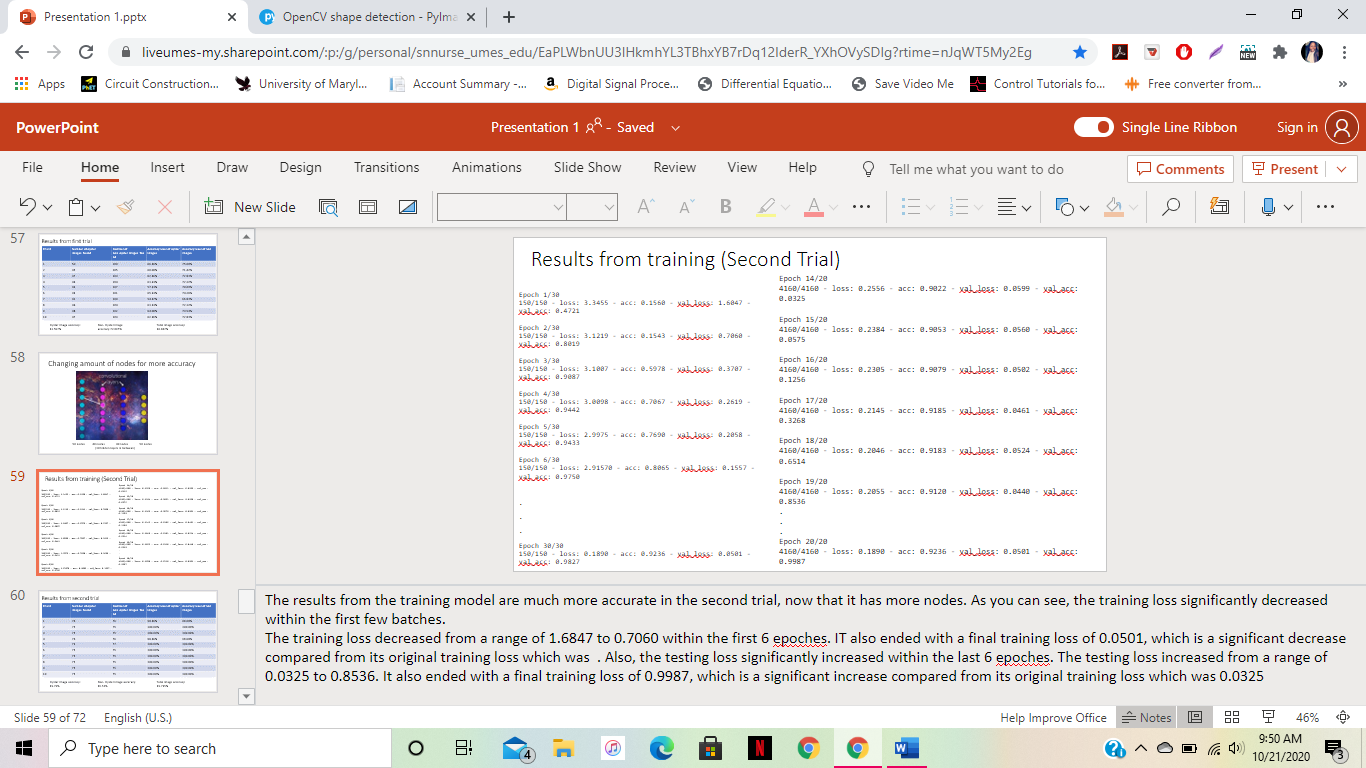 Presentation 1.pptx
OpenCV shape detection - PyIma
liveumes-my.sharepoint.com/:p:/g/personal/snnurse_umes_edu/EaPLWbnUU3IHkmhYL3TBhxYB7rDq12IderR_YXhOVySDIg?rtime=nJqWT5My2Eg
Apps Circuit Construction... University of Maryl... Account Summary -... Digital Signal Proce... Differential Equatio... Save Video Me Control Tutorials fo... Free converter from... »
PowerPoint Presentation 1 - Saved Single Line Ribbon Sign in
File Home Insert Draw Design Transitions Animations Slide Show Review View Help Tell me what you want to do Comments Present
New Slide
57
Results from first trial
58
Changing amount of nodes for more accuracy
59
Results from training (Second Trial)
60
Results from second trial
Results from training (Second Trial)
Epoch 1/30
150/150 - loss: 3.3455 - acc: 0.1560 - val_loss: 1.6847 -
val_acc: 0.4721
Epoch 2/30
150/150 - loss: 3.1219 - acc: 0.1543 - val_loss: 0.7060 -
val_acc: 0.8019
Epoch 3/30
150/150 - loss: 3.1007 - acc: 0.5978 - val_loss: 0.3707 -
val_acc: 0.9087
Epoch 4/30
150/150 - loss: 3.0098 - acc: 0.7067 - val_loss: 0.2619 -
val_acc: 0.9442
Epoch 5/30
150/150 - loss: 2.9975 - acc: 0.7690 - val_loss: 0.2058 -
val_acc: 0.9433
Epoch 6/30
150/150 - loss: 2.91570 - acc: 0.8065 - val_loss: 0.1557 -
val_acc: 0.9750
.
.
.
Epoch 30/30
150/150 - loss: 0.1890 - acc: 0.9236 - val_loss: 0.0501 -
val_acc: 0.9827
Epoch 14/20
4160/4160 - loss: 0.2556 - acc: 0.9022 - val_loss: 0.0599 - val_acc:
0.0325
Epoch 15/20
4160/4160 - loss: 0.2384 - acc: 0.9053 - val_loss: 0.0560 - val_acc:
0.0575
Epoch 16/20
4160/4160 - loss: 0.2305 - acc: 0.9079 - val_loss: 0.0502 - val_acc:
0.1256
Epoch 17/20
4160/4160 - loss: 0.2145 - acc: 0.9185 - val_loss: 0.0461 - val_acc:
0.3268
Epoch 18/20
4160/4160 - loss: 0.2046 - acc: 0.9183 - val_loss: 0.0524 - val_acc:
0.6514
Epoch 19/20
4160/4160 - loss: 0.2055 - acc: 0.9120 - val_loss: 0.0440 - val_acc:
0.8536
.
.
Epoch 20/20
4160/4160 - loss: 0.1890 - acc: 0.9236 - val_loss: 0.0501 - val_acc:
0.9987
The results from the training model are much more accurate in the second trial, now that it has more nodes. As you can see, the training loss significantly decreased
within the first few batches.
The training loss decreased from a range of 1.6847 to 0.7060 within the first 6 epoches. IT also ended with a final training loss of 0.0501, which is a significant decrease
compared from its original training loss which was . Also, the testing loss significantly increased within the last 6 epoches. The testing loss increased from a range of
0.0325 to 0.8536. It also ended with a final training loss of 0.9987, which is a significant increase compared from its original training loss which was 0.0325
Slide 59 of 72 English (U.S.) Help Improve Office Notes 46%
Type here to search
4
9:50 AM
10/21/2020
3